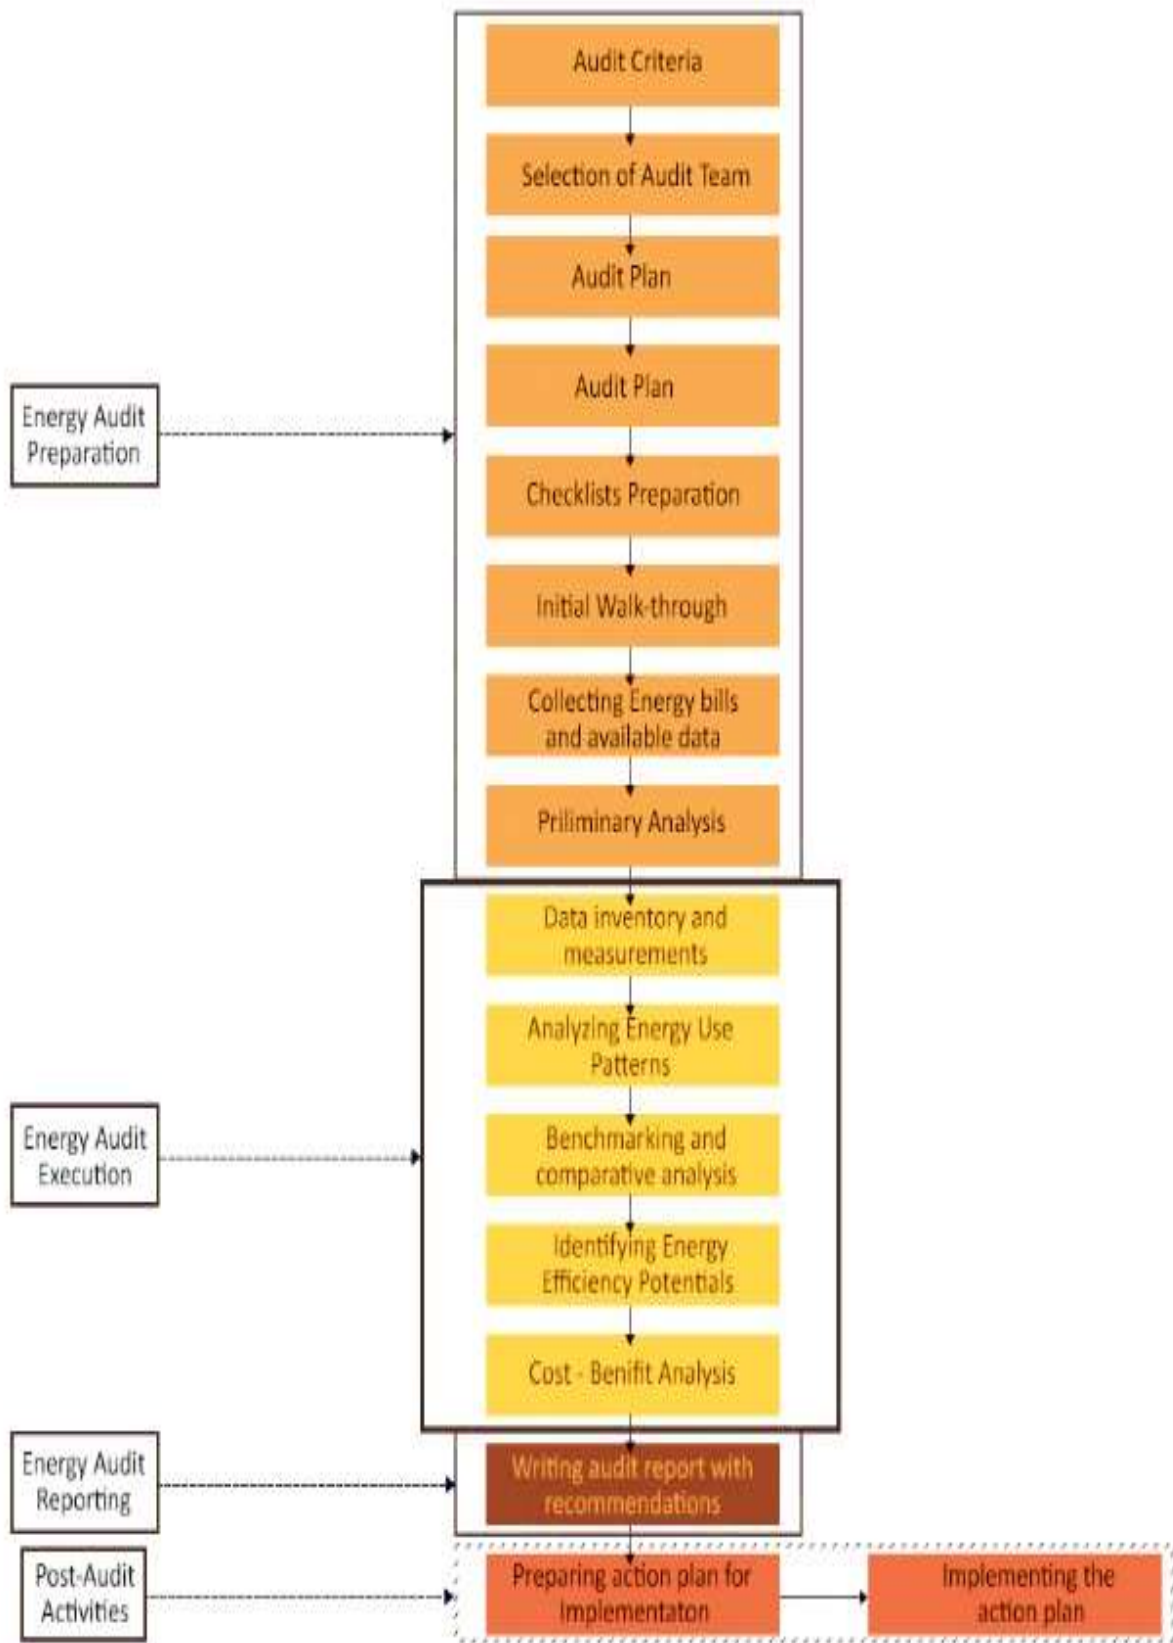 Audit Criteria
Selection of Audit Team
Audit Plan
Audit Plan
Energy Audit
Preparation
Checklists Preparation
Initial Walk-through
Collecting Energy bills
and available data
Priliminary Analysis
Data inventory and
measurements
Analyzing Energy Use
Patterns
Energy Audit
Execution
Benchmarking and
comparative analysis
Identifying Energy
Efficiency Potentials
Cost - Benifit Analysis
Energy Audit
Reporting
Writing audit report with
recommendations
Post-Audit
Activities
Preparing action plan for
Implementaton
Implementing the
action plan